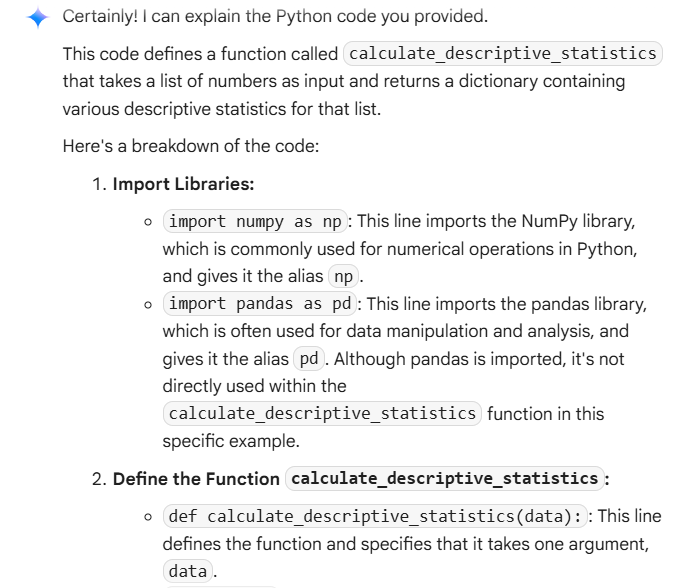 Certainly! I can explain the Python code you provided.
This code defines a function called calculate_descriptive_statistics
that takes a list of numbers as input and returns a dictionary containing
various descriptive statistics for that list.
Here's a breakdown of the code:
1. Import Libraries:
○ import numpy as np: This line imports the NumPy library,
which is commonly used for numerical operations in Python,
and gives it the alias np.
○ import pandas as pd: This line imports the pandas library,
which is often used for data manipulation and analysis, and
gives it the alias pd. Although pandas is imported, it's not
directly used within the
calculate_descriptive_statistics function in this
specific example.
2. Define the Function calculate_descriptive_statistics:
○ def calculate_descriptive_statistics(data):: This line
defines the function and specifies that it takes one argument,
data.